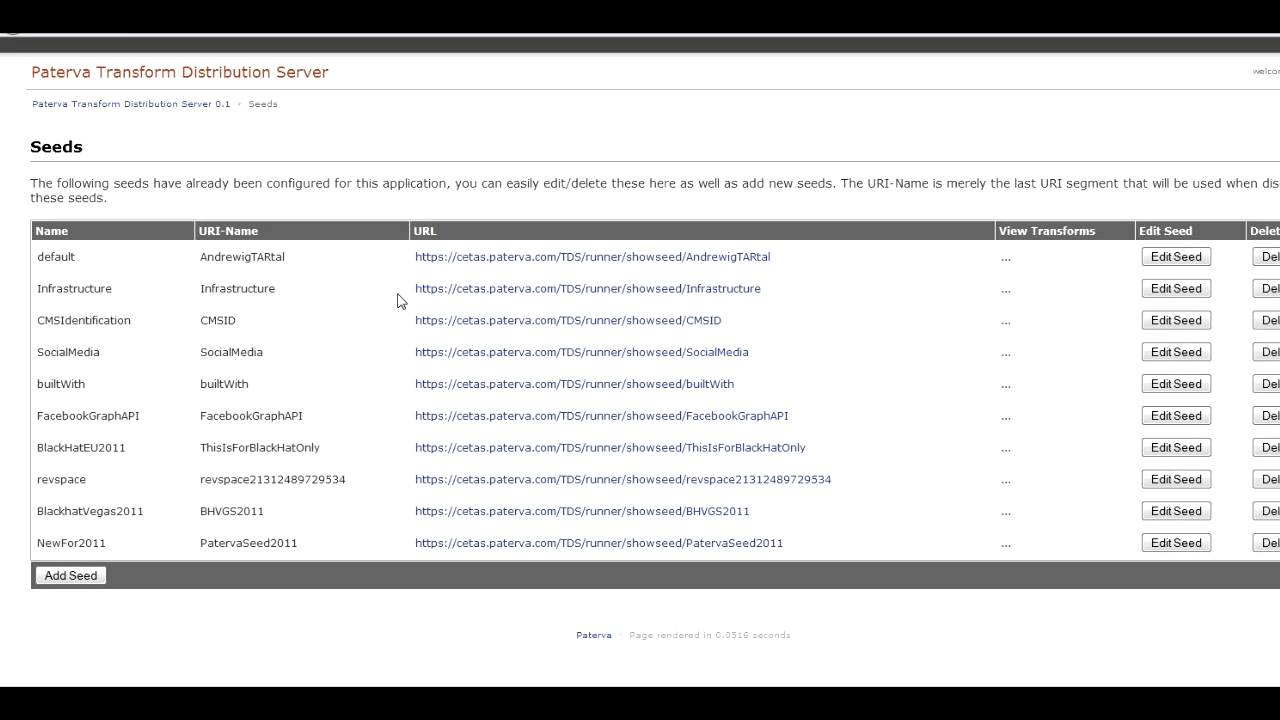 Paterva Transform Distribution Server
Paterva Transform Distribution Server 0.1 › Seeds
Seeds
The following seeds have already been configured for this application, you can easily edit/delete these here as well as add new seeds. The URI-Name is merely the last URI segment that will be used when
these seeds.
Name URI-Name URL View Transforms Edit Seed
default AndrewigTARtal https://cetas.paterva.com/TDS/runner/showseed/AndrewigTARtal ... Edit Seed
Infrastructure Infrastructure https://cetas.paterva.com/TDS/runner/showseed/Infrastructure ... Edit Seed
CMSIdentification CMSID https://cetas.paterva.com/TDS/runner/showseed/CMSID ... Edit Seed
SocialMedia SocialMedia https://cetas.paterva.com/TDS/runner/showseed/SocialMedia ... Edit Seed
builtWith builtWith https://cetas.paterva.com/TDS/runner/showseed/builtWith ... Edit Seed
FacebookGraphAPI FacebookGraphAPI https://cetas.paterva.com/TDS/runner/showseed/FacebookGraphAPI ... Edit Seed
BlackHatEU2011 ThisIsForBlackHatOnly https://cetas.paterva.com/TDS/runner/showseed/ThisIsForBlackHatOnly ... Edit Seed
revspace revspace21312489729534 https://cetas.paterva.com/TDS/runner/showseed/revspace21312489729534 ... Edit Seed
BlackhatVegas2011 BHVGS2011 https://cetas.paterva.com/TDS/runner/showseed/BHVGS2011 ... Edit Seed
NewFor2011 PatervaSeed2011 https://cetas.paterva.com/TDS/runner/showseed/PatervaSeed2011 ... Edit Seed
Add Seed
Paterva · Page rendered in 0.0516 seconds